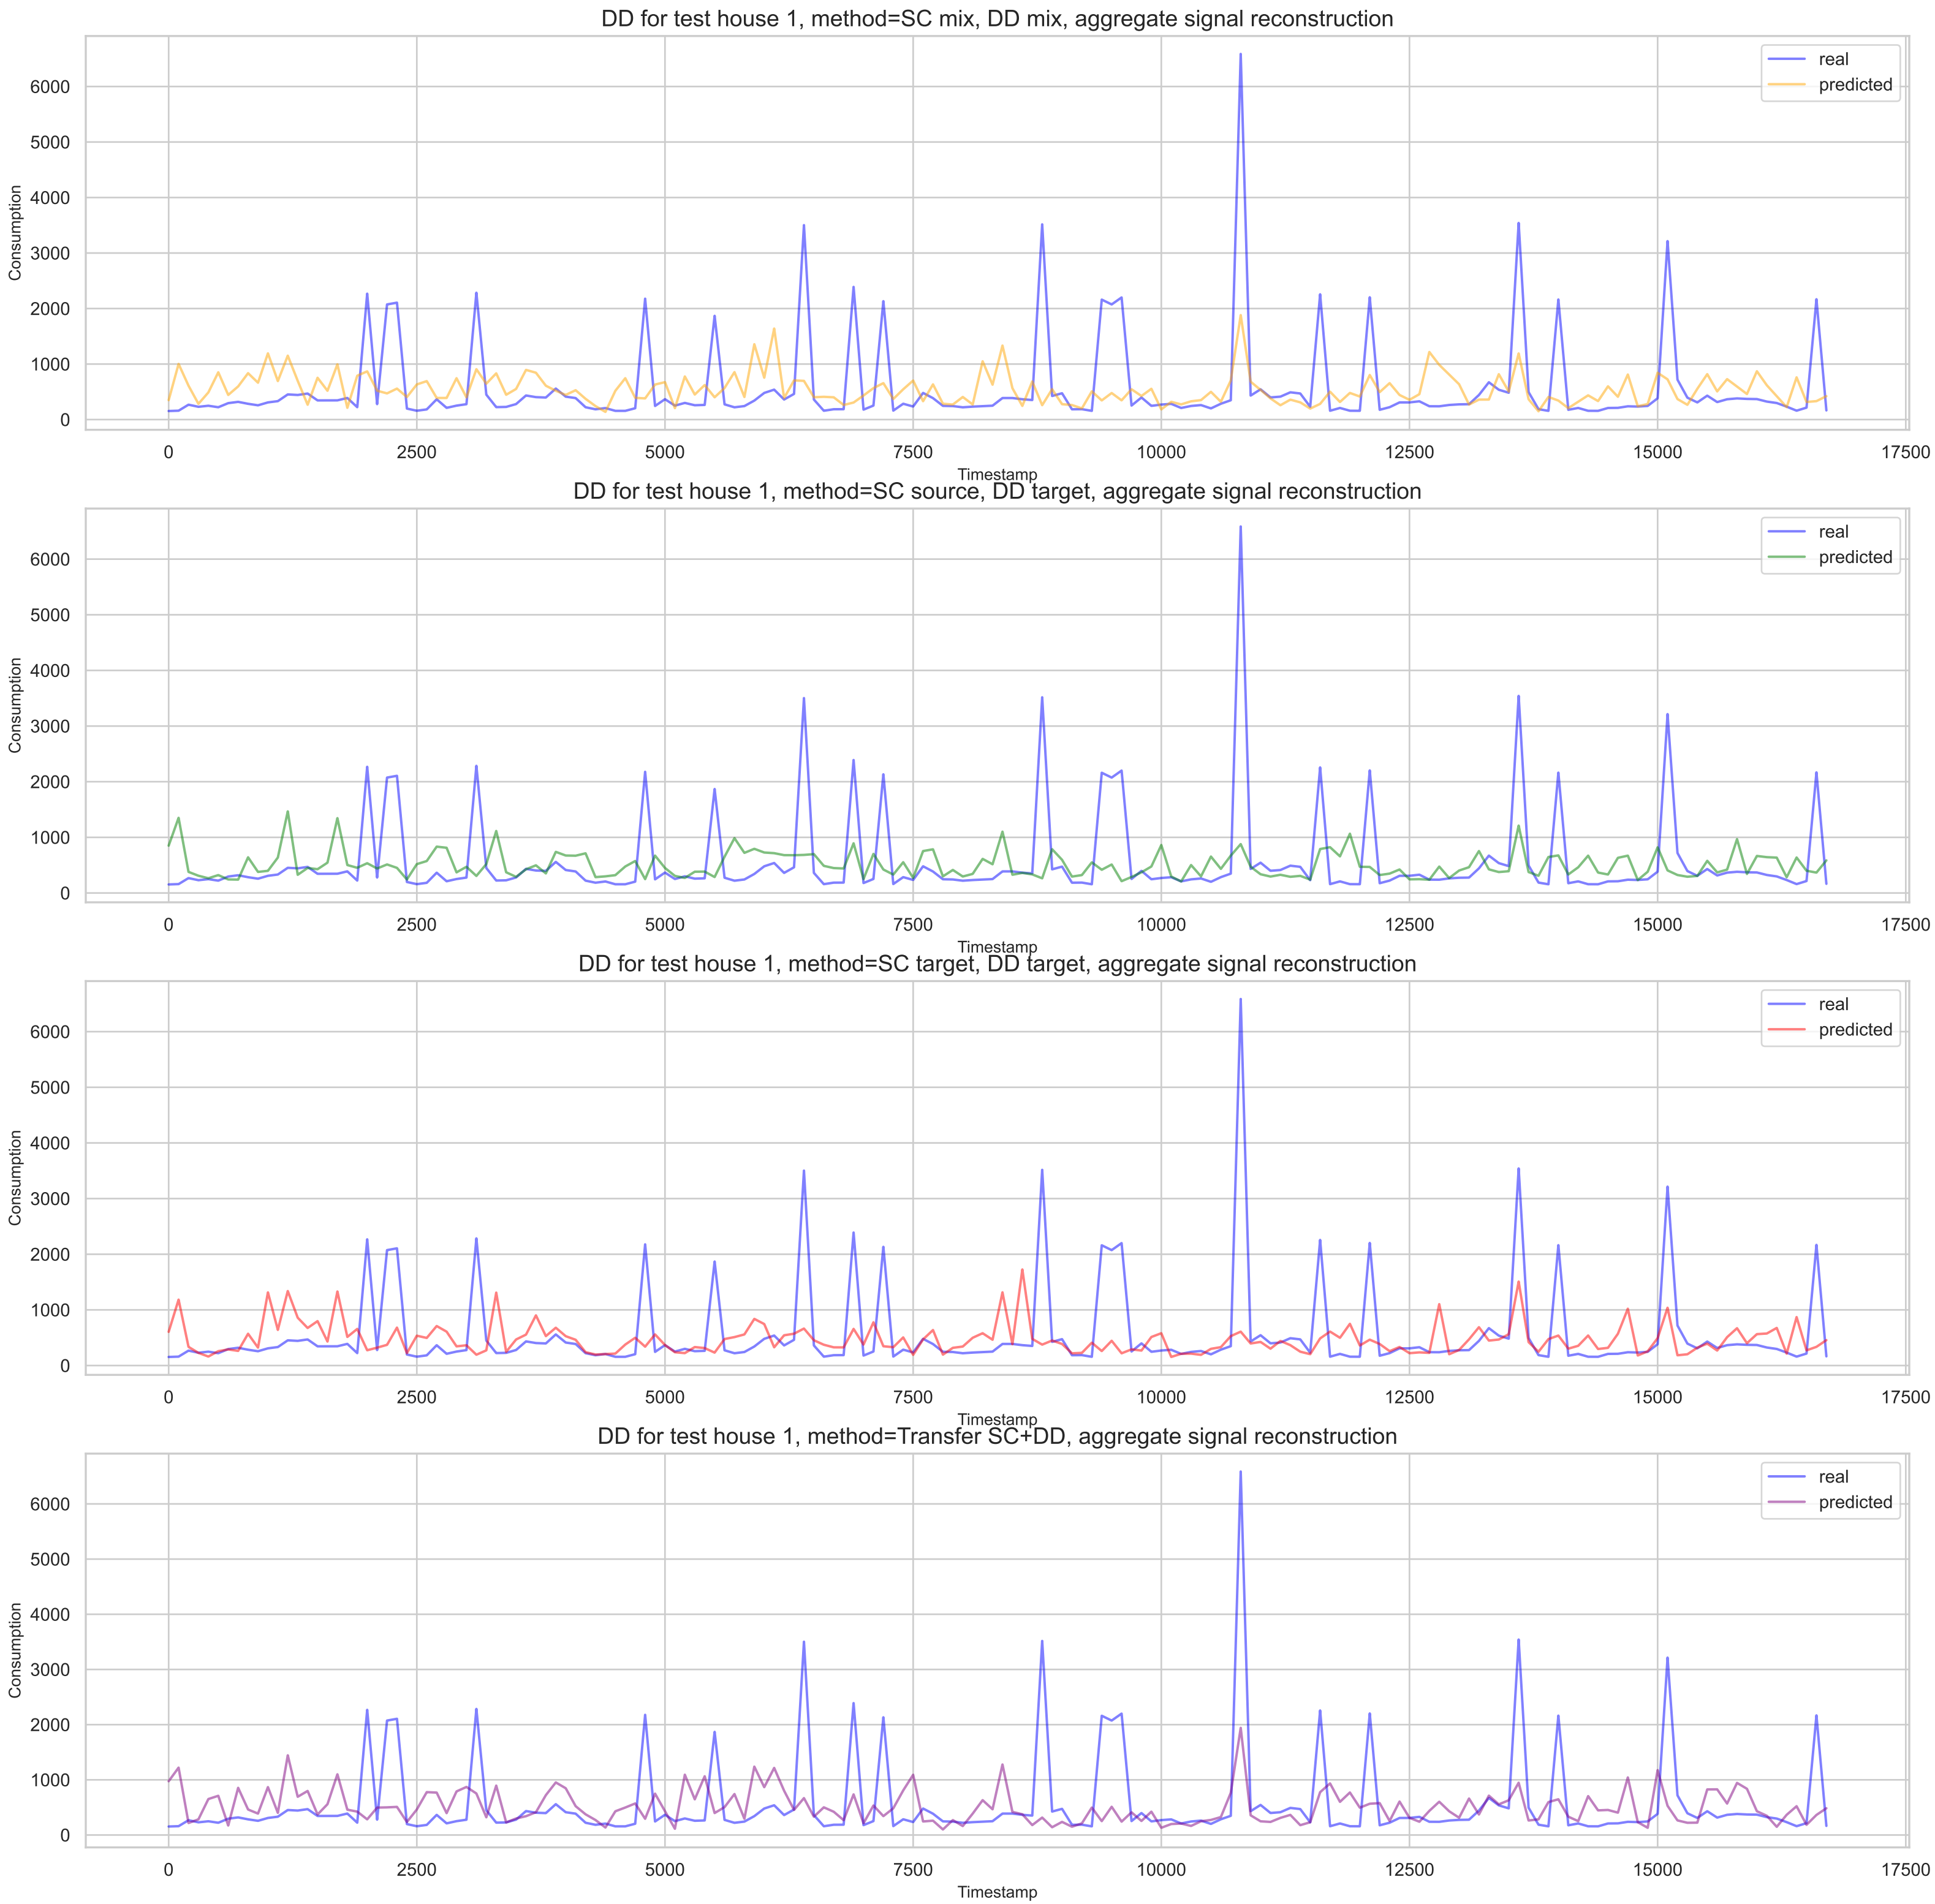 DD for test house 1, method=SC mix, DD mix, aggregate signal reconstruction
real
predicted
6000
5000
4000
3000
2000
1000
0
Consumption
0 2500 5000 7500 10000 12500 15000 17500
Timestamp
DD for test house 1, method=SC source, DD target, aggregate signal reconstruction
real
predicted
6000
5000
4000
3000
2000
1000
0
Consumption
0 2500 5000 7500 10000 12500 15000 17500
Timestamp
DD for test house 1, method=SC target, DD target, aggregate signal reconstruction
real
predicted
6000
5000
4000
3000
2000
1000
0
Consumption
0 2500 5000 7500 10000 12500 15000 17500
Timestamp
DD for test house 1, method=Transfer SC+DD, aggregate signal reconstruction
real
predicted
6000
5000
4000
3000
2000
1000
0
Consumption
0 2500 5000 7500 10000 12500 15000 17500
Timestamp